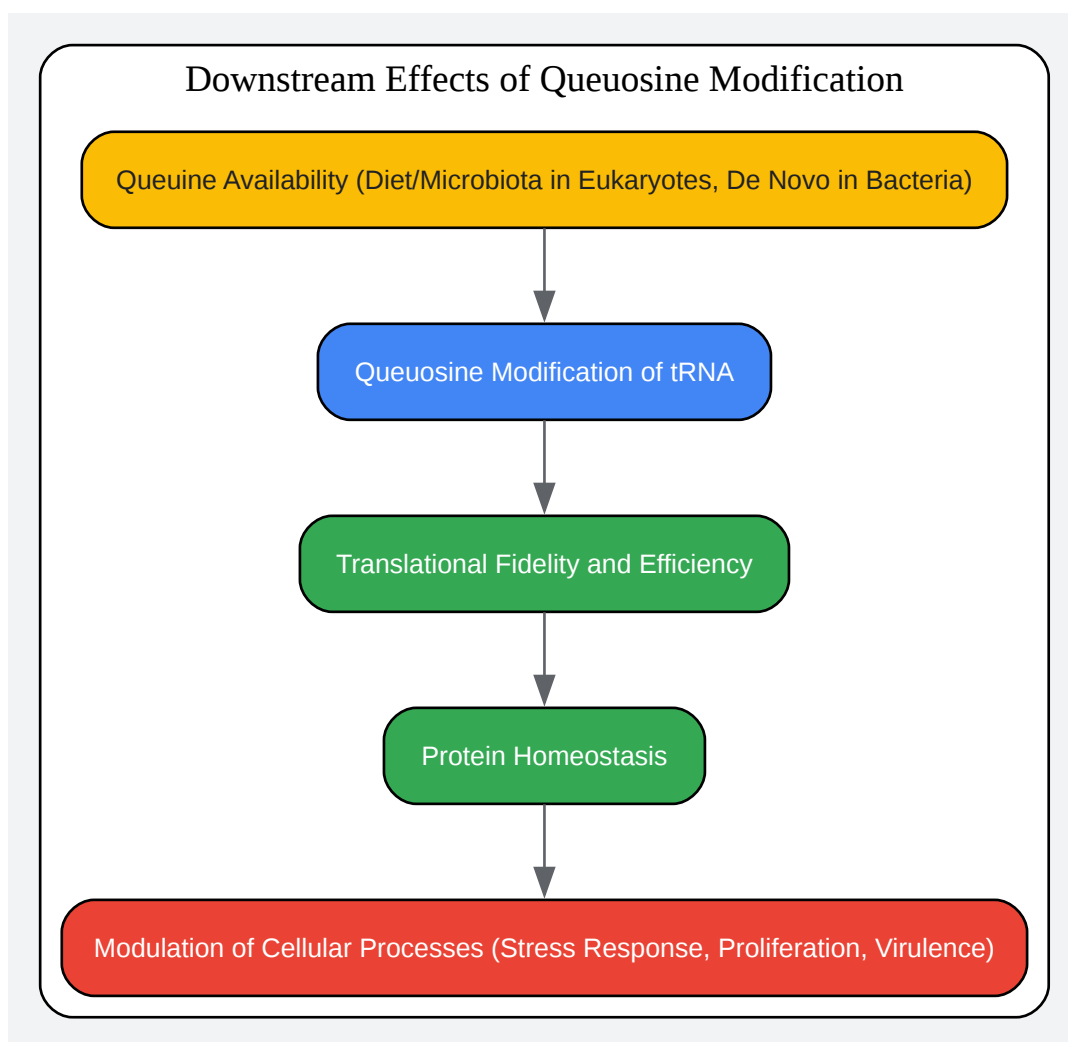 Downstream Effects of Queuosine Modification
Queuine Availability (Diet/Microbiota in Eukaryotes, De Novo in Bacteria)
Queuosine Modification of tRNA
Translational Fidelity and Efficiency
Protein Homeostasis
Modulation of Cellular Processes (Stress Response, Proliferation, Virulence)